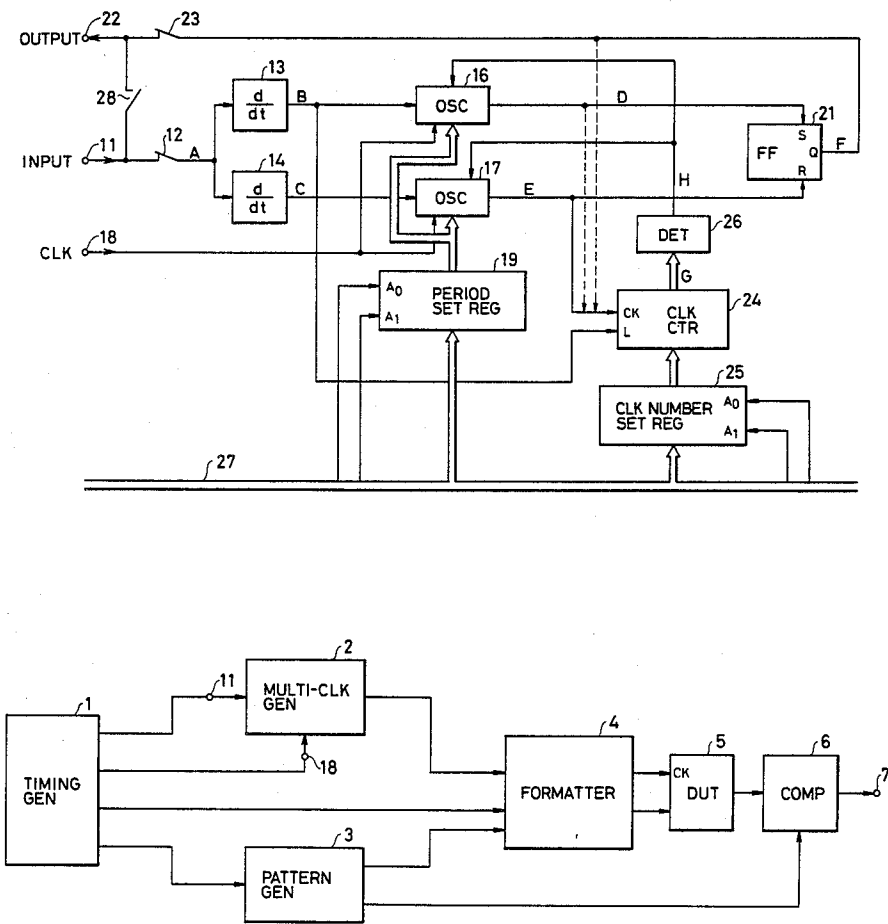 22
23
OUTPUT
13
16
28
d
dt
B
OSC
D
21
11
12
S
INPUT
A
FF
Q
F
14
17
R
d
dt
C
OSC
E
H
18
26
CLK
DET
19
G
A0
PERIOD
SET REG
A1
24
CK
CLK
CTR
L
25
CLK NUMBER
SET REG
A0
A1
27
2
11
MULTI-CLK
GEN
1
4
18
5
6
TIMING
GEN
FORMATTER
CK
DUT
COMP
7
3
PATTERN
GEN